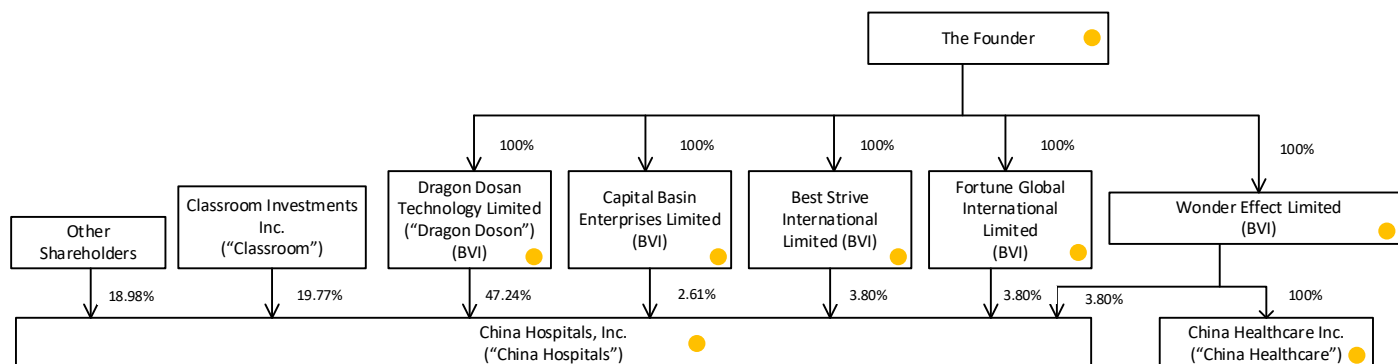 The Founder
100%
100%
100%
100%
100%
Other
Shareholders
Classroom Investments
Inc.
(“Classroom”)
Dragon Dosan
Technology Limited
(“Dragon Doson”)
(BVI)
Capital Basin
Enterprises Limited
(BVI)
Best Strive
International
Limited (BVI)
Fortune Global
International
Limited
(BVI)
Wonder Effect Limited
(BVI)
18.98%
19.77%
47.24%
2.61%
3.80%
3.80%
3.80%
100%
China Hospitals, Inc.
(“China Hospitals”)
China Healthcare Inc.
(“China Healthcare”)